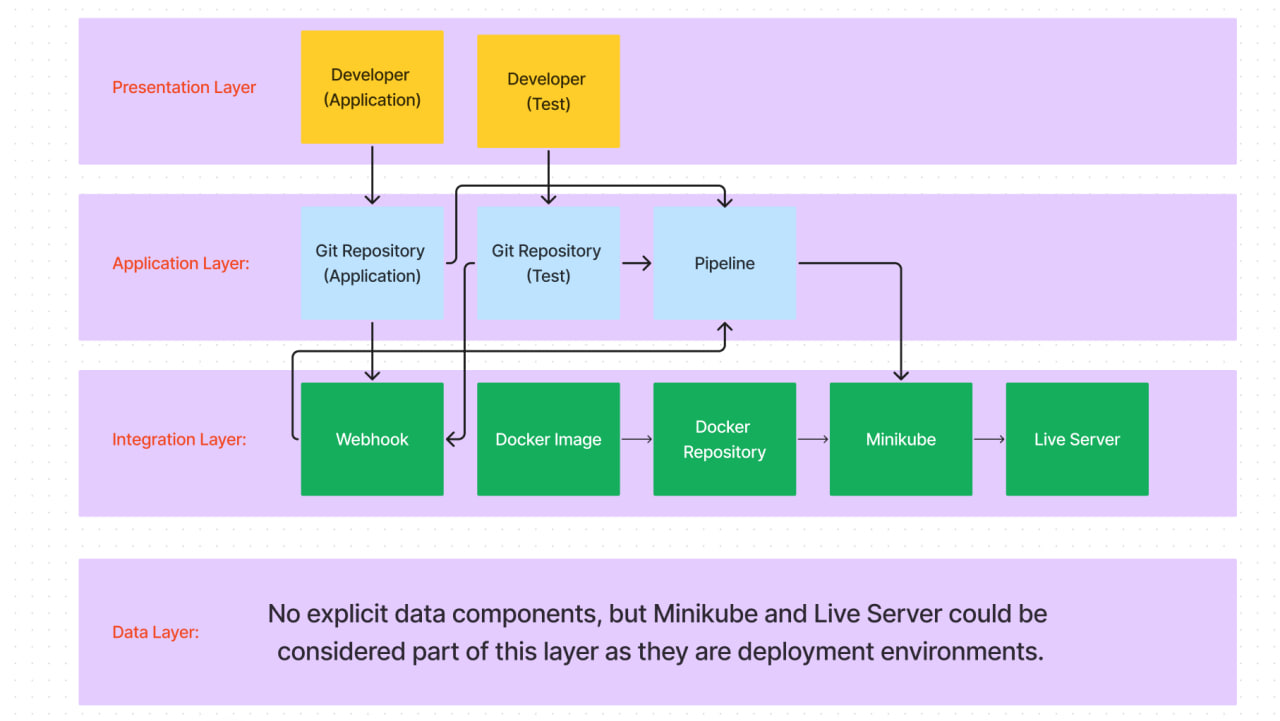 Presentation Layer
Developer
(Application)
Developer
(Test)
Application Layer:
Git Repository
(Application)
Git Repository
(Test)
Pipeline
Integration Layer:
Webhook
Docker Image
Docker
Repository
Minikube
Live Server
Data Layer:
No explicit data components, but Minikube and Live Server could be
considered part of this layer as they are deployment environments.